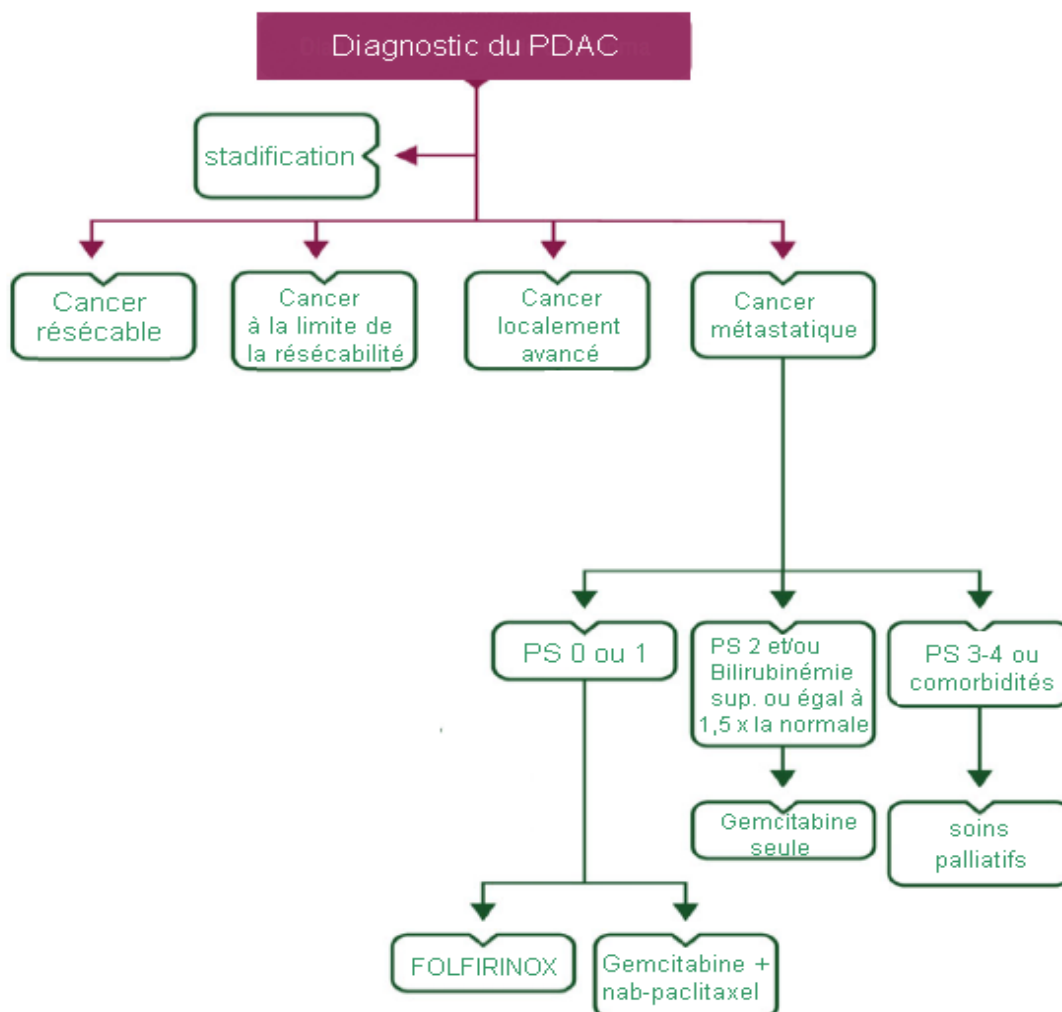 Diagnostic du PDAC
stadification
Cancer
résécable
Cancer
à la limite de
la résécabilité
Cancer
localement
avancé
Cancer
métastatique
PS 0 ou 1
PS 2 et/ou
Bilirubinémie
sup. ou égal à
1,5 x la normale
PS 3-4 ou
comorbidités
Gemcitabine
seule
soins
palliatifs
FOLFIRINOX
Gemcitabine +
nab-paclitaxel